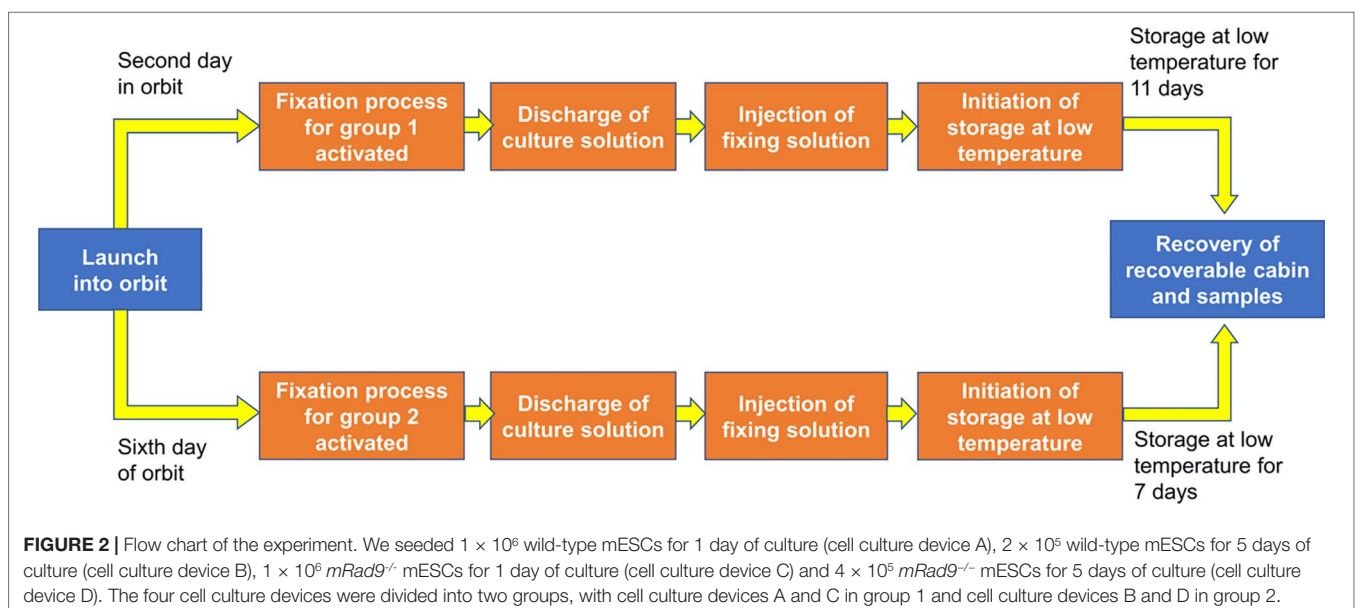 Second day
in orbit
Fixation process
for group 1
activated
Discharge of
culture solution
Injection of
fixing solution
Initiation of
storage at low
temperature
Storage at low
temperature for
11 days
Launch
into orbit
Recovery of
recoverable cabin
and samples
Sixth day
of orbit
Fixation process
for group 2
activated
Discharge of
culture solution
Injection of
fixing solution
Initiation of
storage at low
temperature
Storage at low
temperature for
7 days
FIGURE 2 | Flow chart of the experiment. We seeded 1 × 10⁶ wild-type mESCs for 1 day of culture (cell culture device A), 2 × 10⁵ wild-type mESCs for 5 days of
culture (cell culture device B), 1 × 10⁶ mRad9⁻/⁻ mESCs for 1 day of culture (cell culture device C) and 4 × 10⁵ mRad9⁻/⁻ mESCs for 5 days of culture (cell culture
device D). The four cell culture devices were divided into two groups, with cell culture devices A and C in group 1 and cell culture devices B and D in group 2.